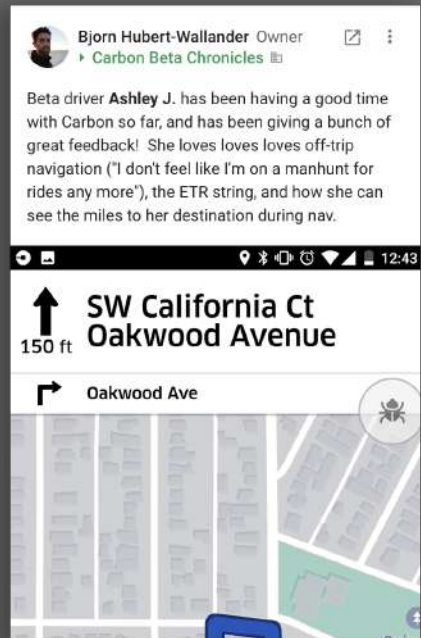 Bjorn Hubert-Wallander Owner
Carbon Beta Chronicles
Beta driver Ashley J. has been having a good time
with Carbon so far, and has been giving a bunch of
great feedback! She loves loves loves off-trip
navigation ("I don't feel like I'm on a manhunt for
rides any more"), the ETR string, and how she can
see the miles to her destination during nav.
12:43
SW California Ct
Oakwood Avenue
150 ft
Oakwood Ave